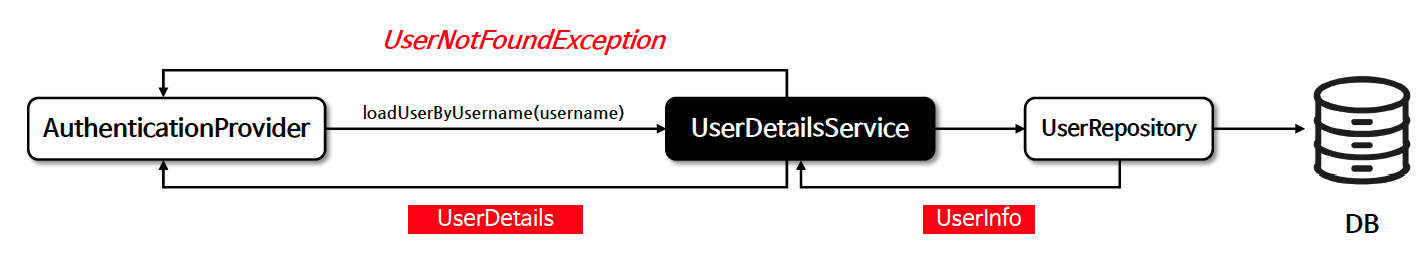 UserNotFoundException
AuthenticationProvider
loadUserByUsername(username)
UserDetailsService
UserRepository
UserDetails
UserInfo
DB